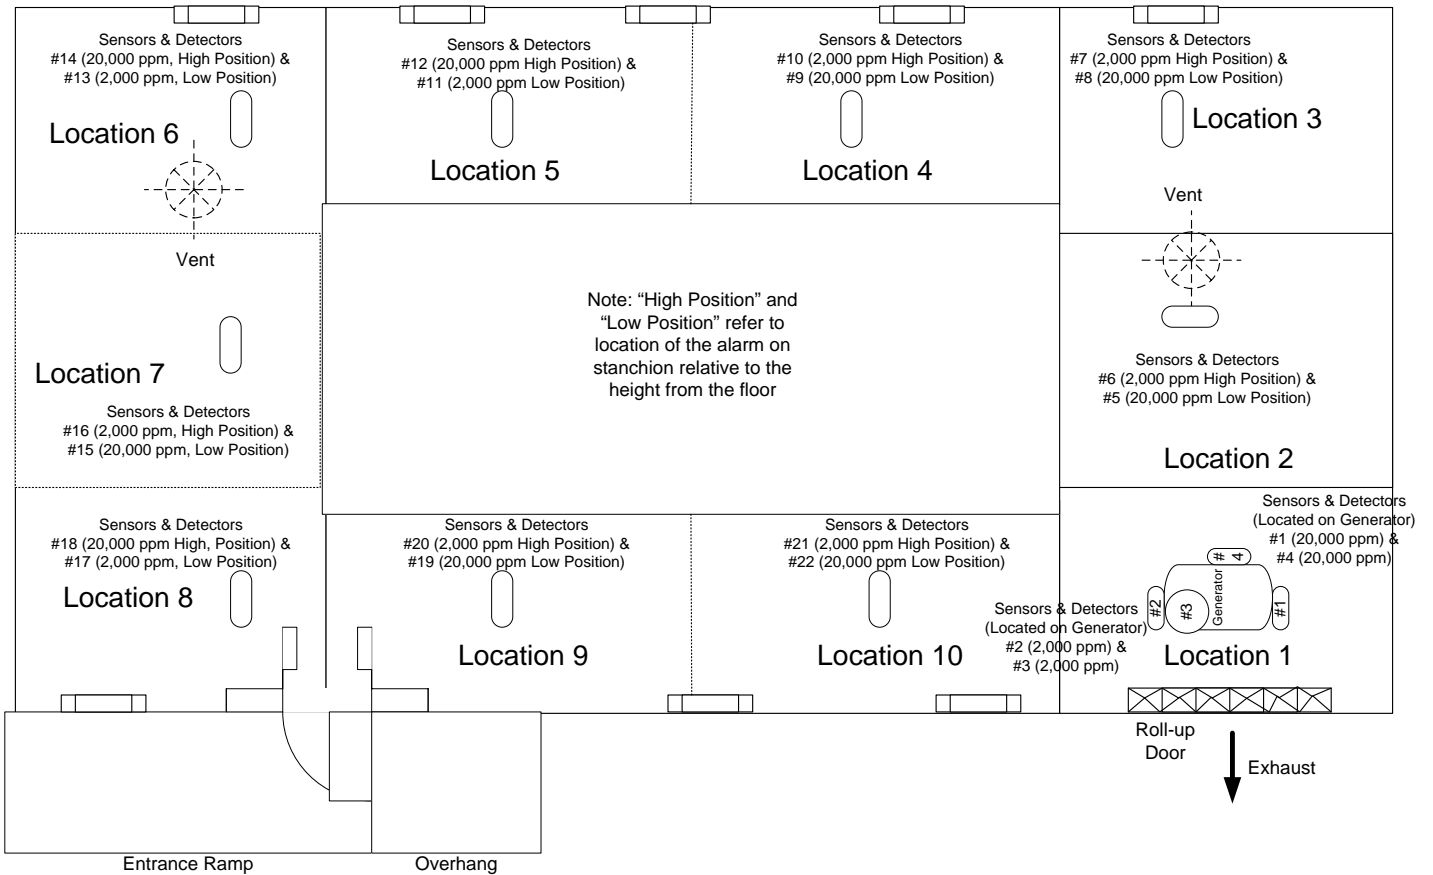 Sensors & Detectors
#14 (20,000 ppm, High Position) &
#13 (2,000 ppm, Low Position)
Location 6
Vent
Sensors & Detectors
#12 (20,000 ppm High Position) &
#11 (2,000 ppm Low Position)
Location 5
Sensors & Detectors
#10 (2,000 ppm High Position) &
#9 (20,000 ppm Low Position)
Location 4
Sensors & Detectors
#7 (2,000 ppm High Position) &
#8 (20,000 ppm Low Position)
Location 3
Vent
Note: “High Position” and
“Low Position” refer to
location of the alarm on
stanchion relative to the
height from the floor
Sensors & Detectors
#6 (2,000 ppm High Position) &
#5 (20,000 ppm Low Position)
Location 2
Location 7
Sensors & Detectors
#16 (2,000 ppm, High Position) &
#15 (20,000 ppm, Low Position)
Sensors & Detectors
#18 (20,000 ppm High, Position) &
#17 (2,000 ppm, Low Position)
Location 8
Sensors & Detectors
#20 (2,000 ppm High Position) &
#19 (20,000 ppm Low Position)
Location 9
Sensors & Detectors
#21 (2,000 ppm High Position) &
#22 (20,000 ppm Low Position)
Location 10
Sensors & Detectors
(Located on Generator)
#1 (20,000 ppm) &
#4 (20,000 ppm)
Sensors & Detectors
(Located on Generator)
#2 (2,000 ppm) &
#3 (2,000 ppm)
#4
#2
#3
Generator
#1
Location 1
Roll-up
Door
Exhaust
Entrance Ramp
Overhang